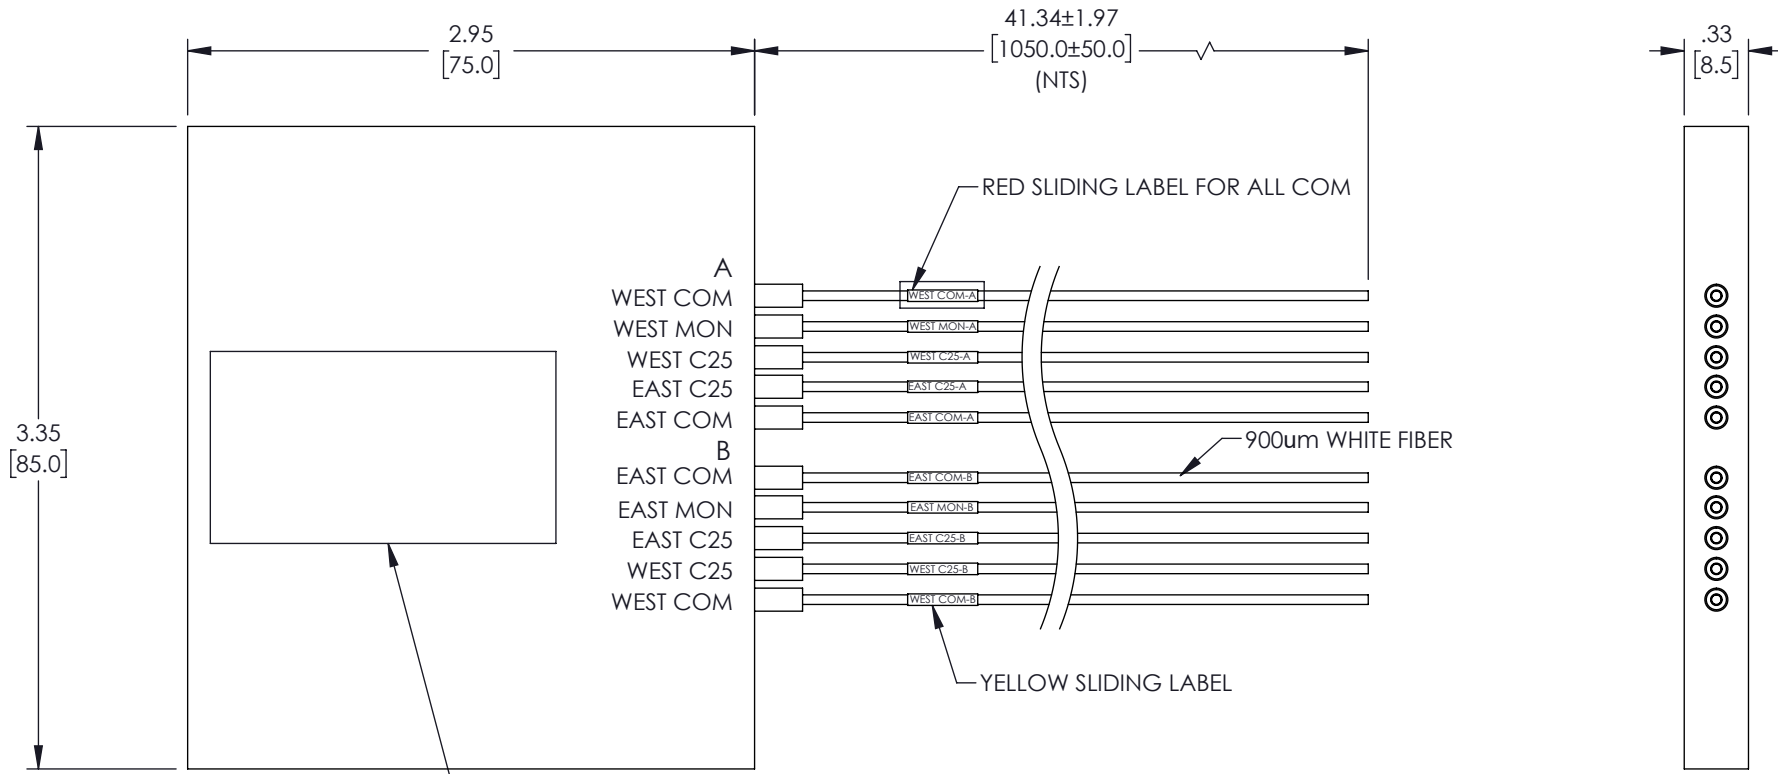 41.34±1.97
[1050.0±50.0]
(NTS)
2.95
[75.0]
.33
[8.5]
RED SLIDING LABEL FOR ALL COM
A
WEST COM
WEST COM-A
WEST MON
WEST MON-A
WEST C25
WEST C25-A
EAST C25
EAST C25-A
EAST COM
EAST COM-A
3.35
[85.0]
900um WHITE FIBER
B
EAST COM
EAST COM-B
EAST MON
EAST MON-B
EAST C25
EAST C25-B
WEST C25
WEST C25-B
WEST COM
WEST COM-B
YELLOW SLIDING LABEL